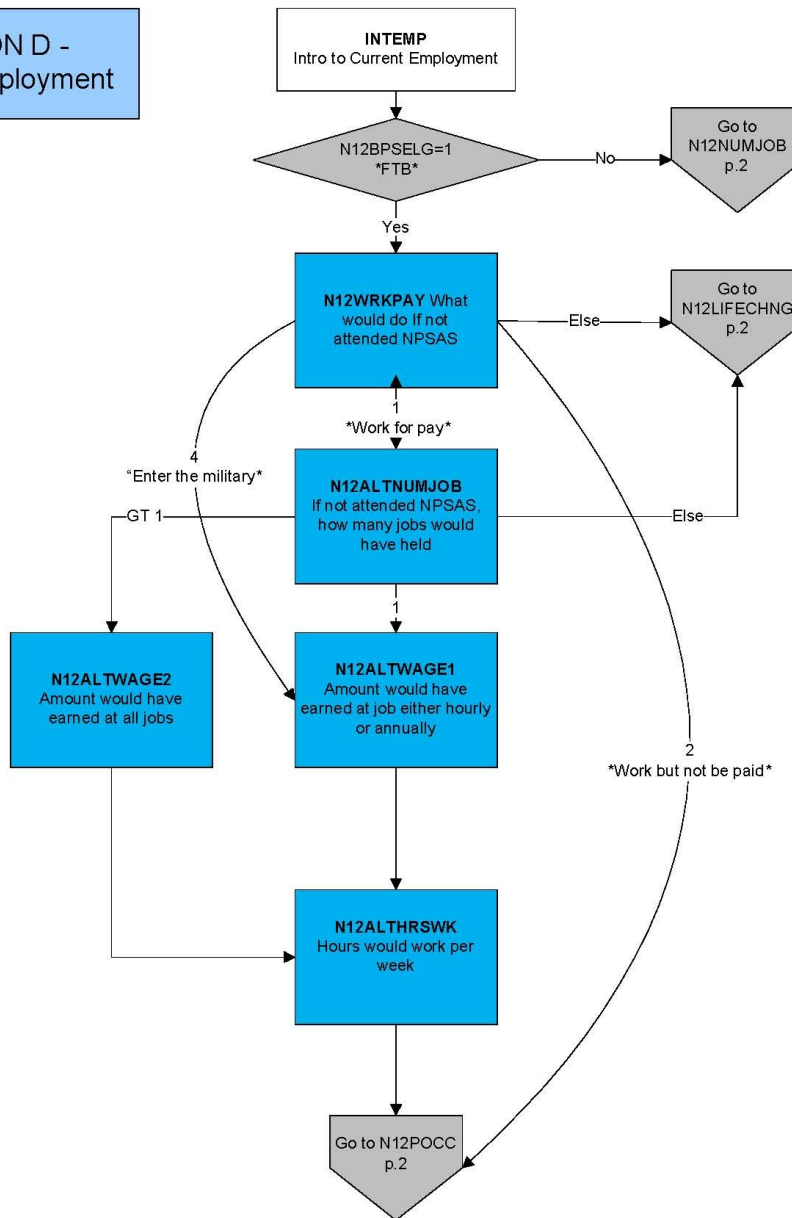 ON D -
ployment
INTEMP
Intro to Current Employment
N12BPSELG=1
*FTB*
No
Go to
N12NUMJOB
p.2
Yes
N12WRKPAY What
would do If not
attended NPSAS
Else
Go to
N12LIFECHNG
p.2
1
*Work for pay*
4
*Enter the military*
N12ALTNUMJOB
If not attended NPSAS,
how many jobs would
have held
GT 1
Else
1
N12ALTWAGE2
Amount would have
earned at all jobs
N12ALTWAGE1
Amount would have
earned at job either hourly
or annually
2
*Work but not be paid*
N12ALTHRSWK
Hours would work per
week
Go to N12POCC
p.2